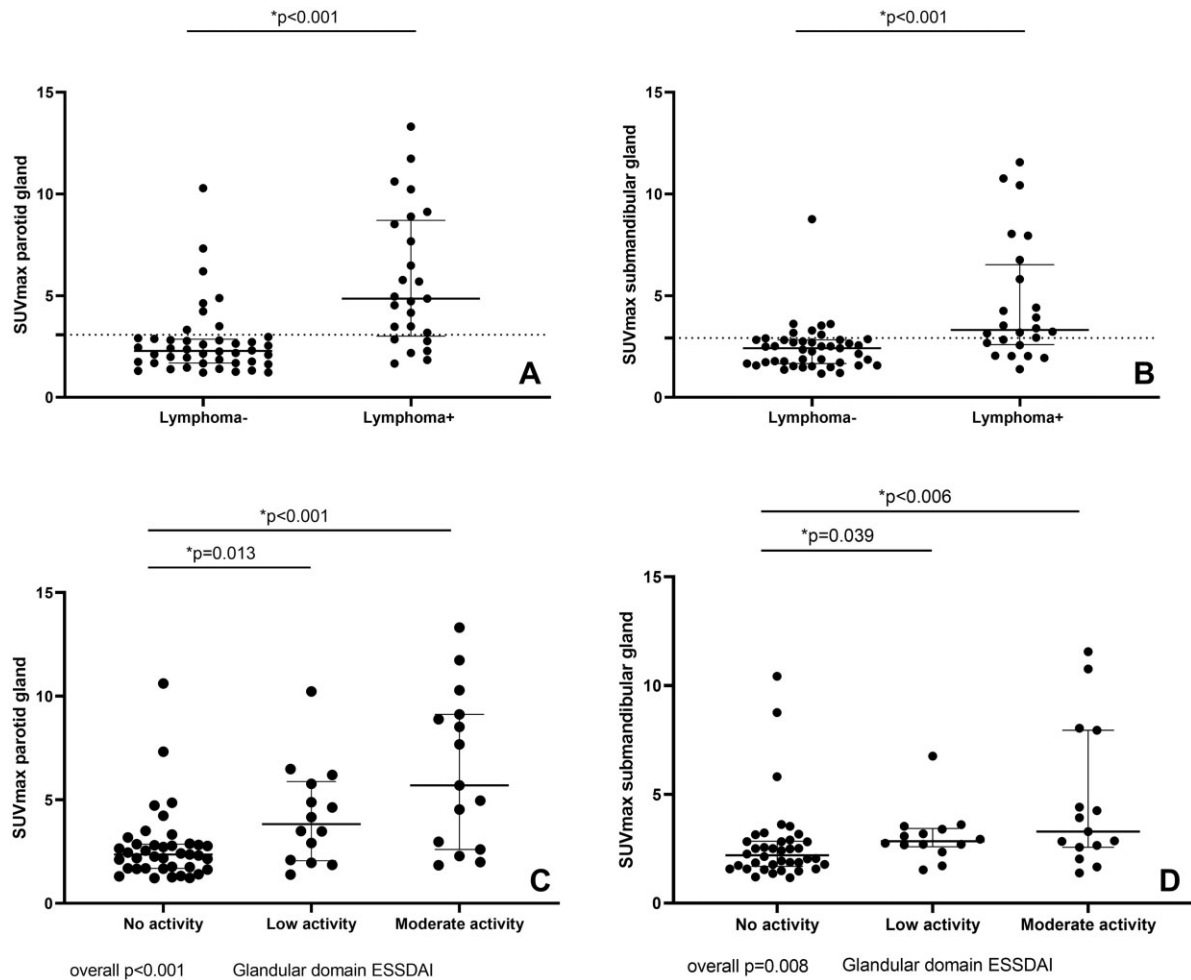 *p<0.001
SUVmax parotid gland
15
10
5
0
Lymphoma-
Lymphoma+
A
*p<0.001
SUVmax submandibular gland
15
10
5
0
Lymphoma-
Lymphoma+
B
*p<0.001
*p=0.013
SUVmax parotid gland
15
10
5
0
No activity
Low activity
Moderate activity
C
overall p<0.001
Glandular domain ESSDAI
*p<0.006
*p=0.039
SUVmax submandibular gland
15
10
5
0
No activity
Low activity
Moderate activity
D
overall p=0.008
Glandular domain ESSDAI